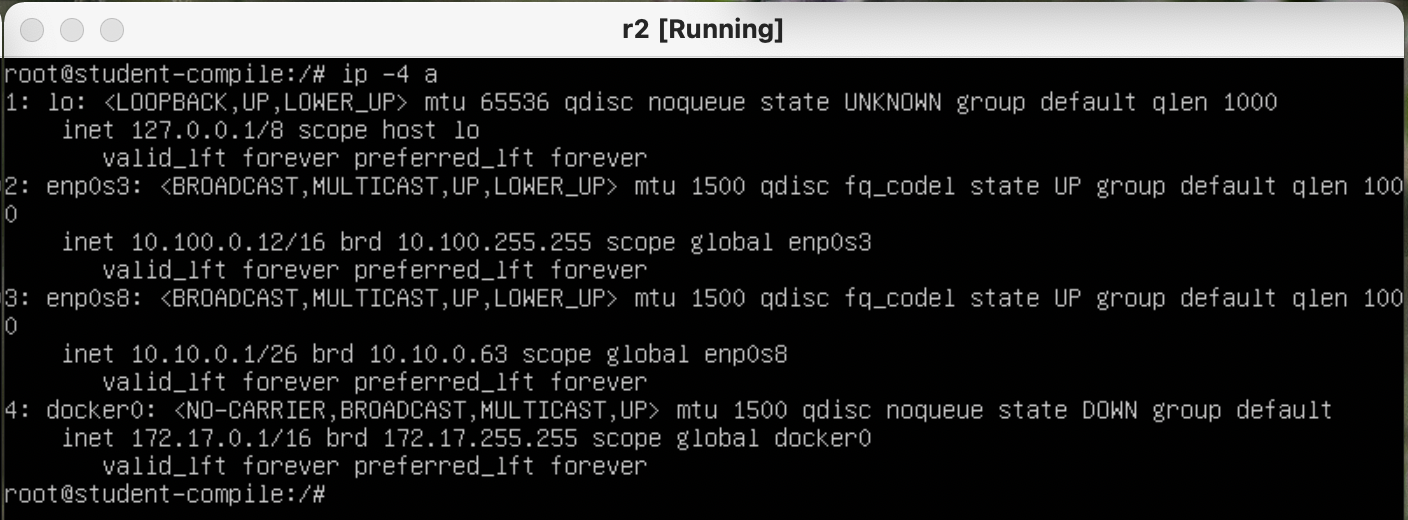 r2 [Running]
root@student-compile:/# ip -4 a
1: lo: <LOOPBACK,UP,LOWER_UP> mtu 65536 qdisc noqueue state UNKNOWN group default qlen 1000
    inet 127.0.0.1/8 scope host lo
       valid_lft forever preferred_lft forever
2: enp0s3: <BROADCAST,MULTICAST,UP,LOWER_UP> mtu 1500 qdisc fq_codel state UP group default qlen 100
0
    inet 10.100.0.12/16 brd 10.100.255.255 scope global enp0s3
       valid_lft forever preferred_lft forever
3: enp0s8: <BROADCAST,MULTICAST,UP,LOWER_UP> mtu 1500 qdisc fq_codel state UP group default qlen 100
0
    inet 10.10.0.1/26 brd 10.10.0.63 scope global enp0s8
       valid_lft forever preferred_lft forever
4: docker0: <NO-CARRIER,BROADCAST,MULTICAST,UP> mtu 1500 qdisc noqueue state DOWN group default
    inet 172.17.0.1/16 brd 172.17.255.255 scope global docker0
       valid_lft forever preferred_lft forever
root@student-compile:/#